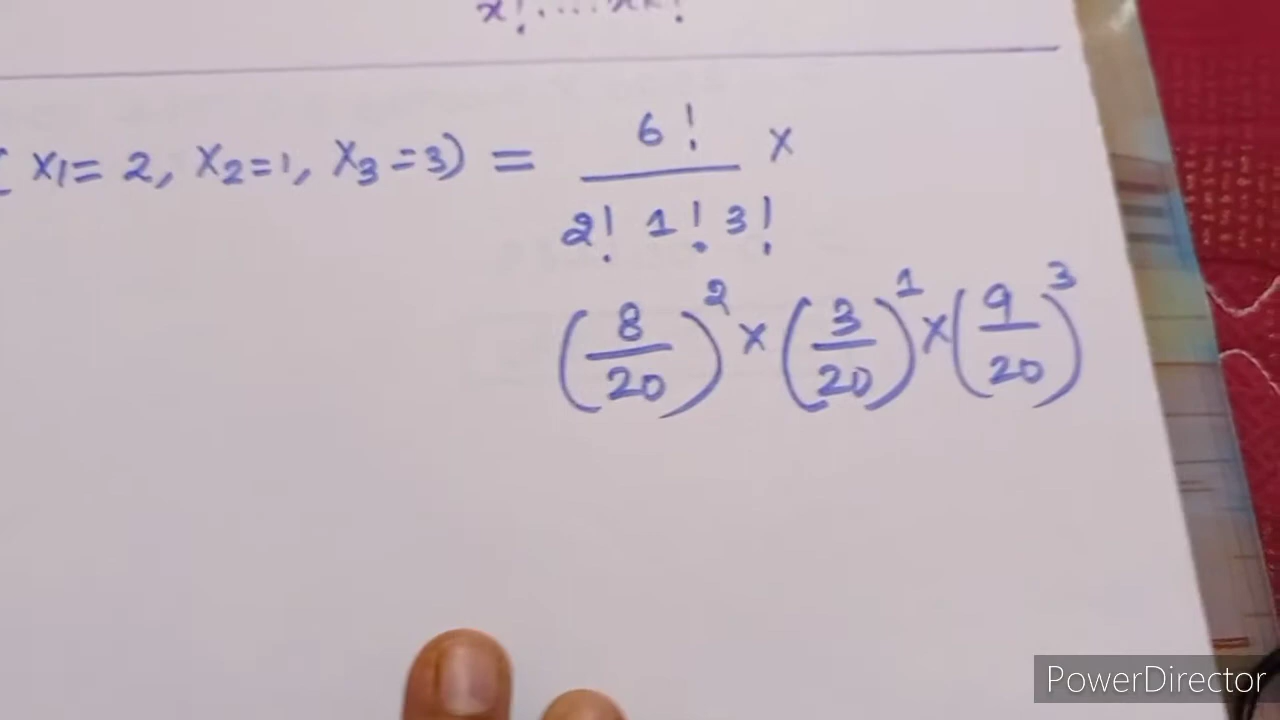 x! .... xk!
( X1 = 2, X2 = 1, X3 = 3) = 6! ×
2! 1! 3!
(8/20)^2 × (3/20)^1 × (9/20)^3
PowerDirector